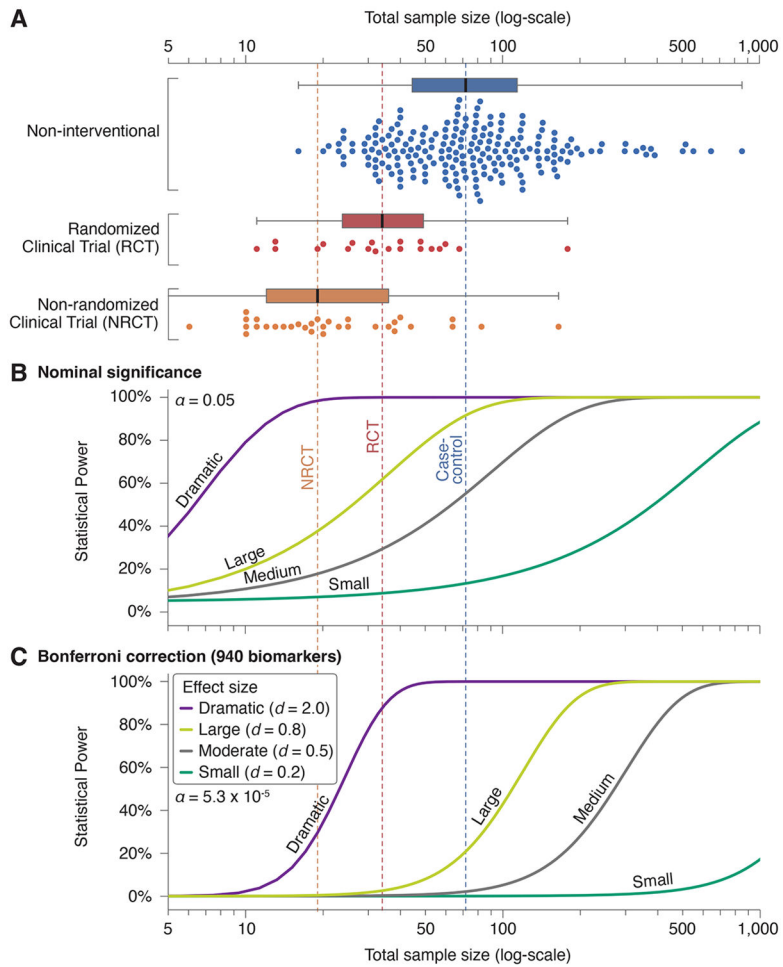 A
Total sample size (log-scale)
5 10 50 100 500 1,000
Non-interventional
Randomized
Clinical Trial (RCT)
Non-randomized
Clinical Trial (NRCT)
B Nominal significance
100%
80%
60%
40%
20%
0%
Statistical Power
α = 0.05
Dramatic
Large
Medium
Small
NRCT
RCT
Case-
control
C Bonferroni correction (940 biomarkers)
100%
80%
60%
40%
20%
0%
Statistical Power
Effect size
Dramatic (d = 2.0)
Large (d = 0.8)
Moderate (d = 0.5)
Small (d = 0.2)
α = 5.3 x 10⁻⁵
Dramatic
Large
Medium
Small
5 10 50 100 500 1,000
Total sample size (log-scale)